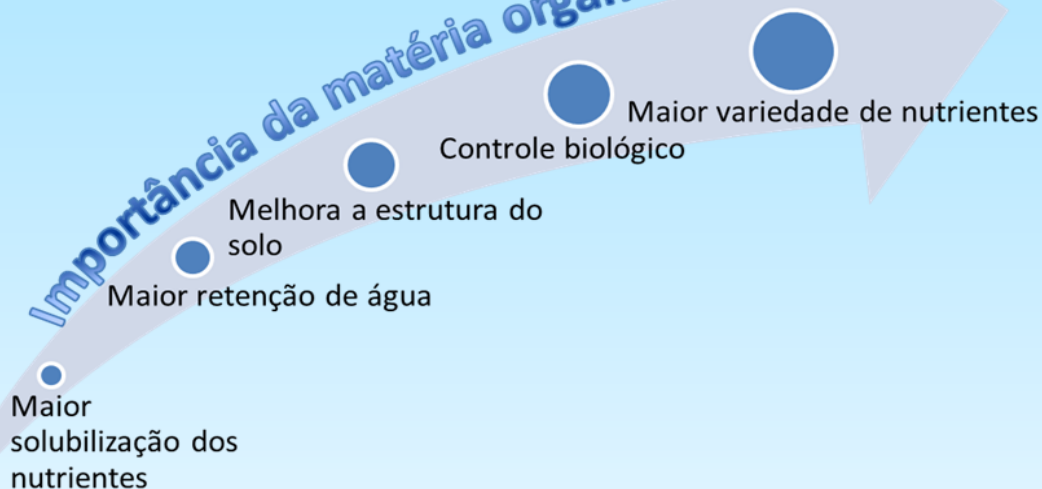 Importância da matéria
Maior variedade de nutrientes
Controle biológico
Melhora a estrutura do
solo
Maior retenção de água
Maior
solubilização dos
nutrientes